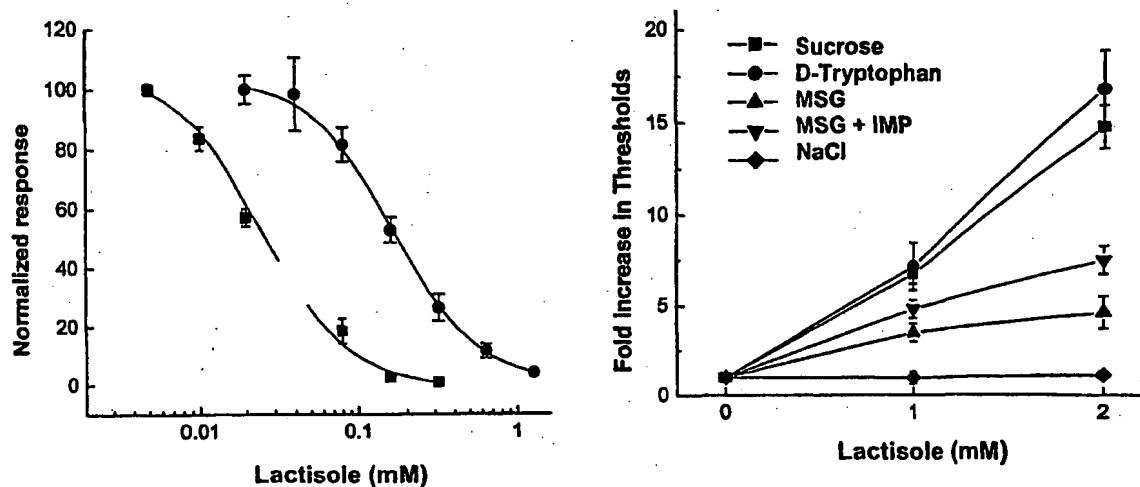 120
100
80
60
40
20
0
0.01
0.1
1
Normalized response
Lactisole (mM)
20
15
10
5
0
0
1
2
Fold Increase in Thresholds
Lactisole (mM)
Sucrose
D-Tryptophan
MSG
MSG + IMP
NaCl